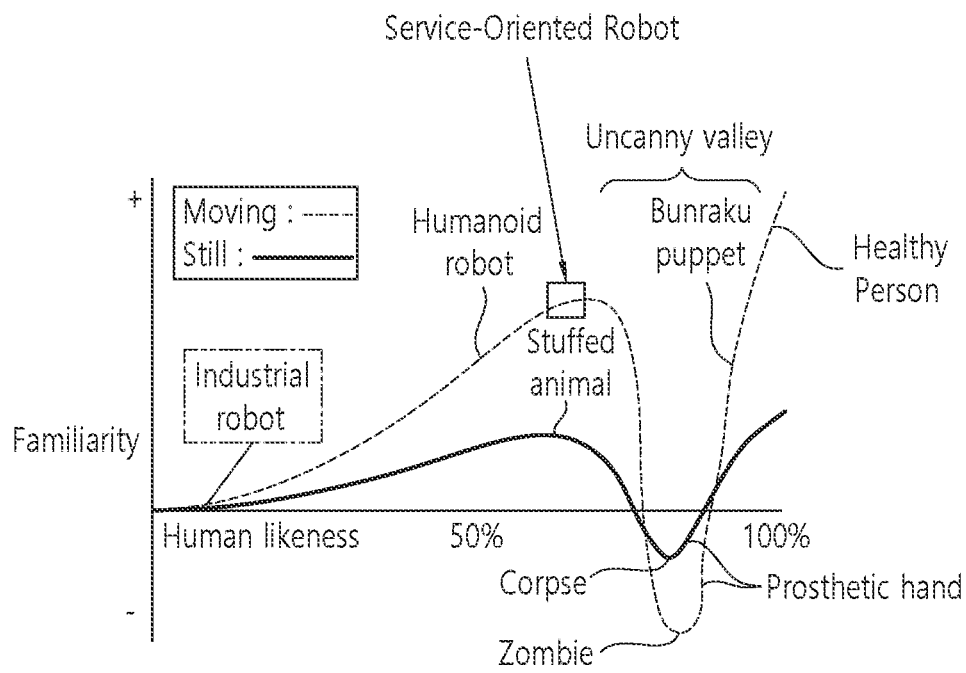 Service-Oriented Robot
Uncanny valley
+
Moving :
Still :
Humanoid
robot
Bunraku
puppet
Healthy
Person
Stuffed
animal
Industrial
robot
Familiarity
Human likeness
50%
100%
Corpse
Prosthetic hand
-
Zombie